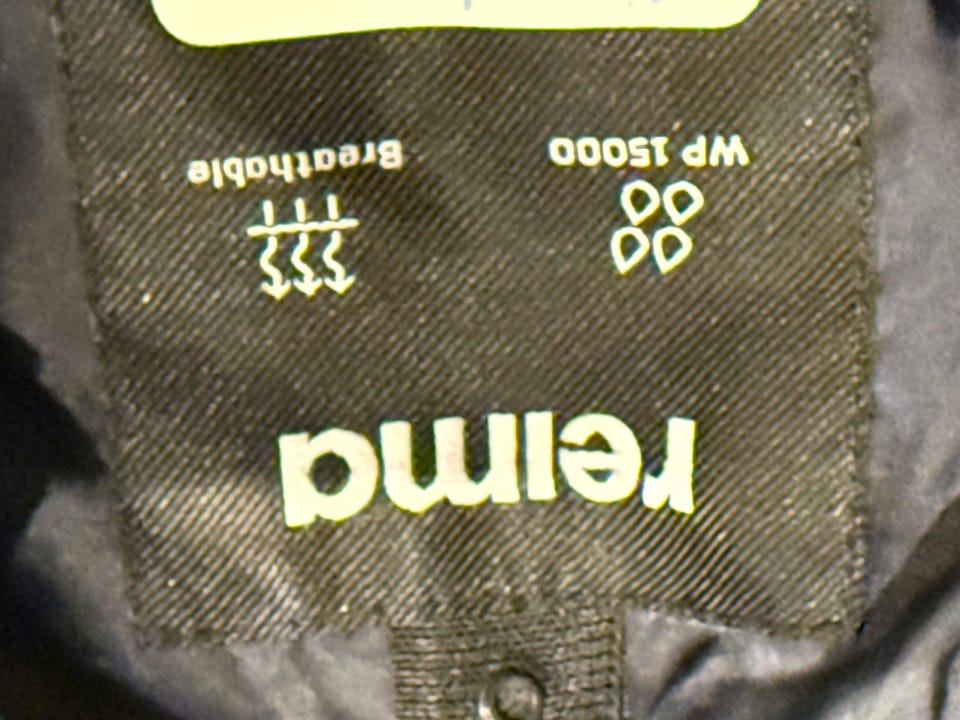 reima
WP 15000
Breathable